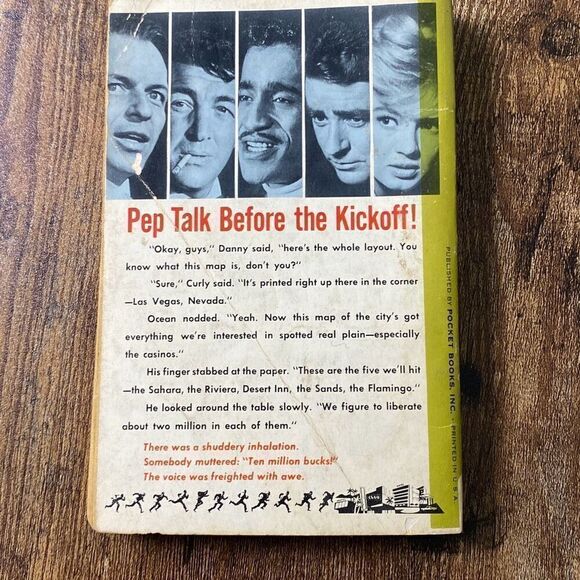 Pep Talk Before the Kickoff!
"Okay, guys," Danny said, "here's the whole layout. You
know what this map is, don't you?"
"Sure," Curly said. "It's printed right up there in the corner
—Las Vegas, Nevada."
Ocean nodded. "Yeah. Now this map of the city's got
everything we're interested in spotted real plain—especially
the casinos."
His finger stabbed at the paper. "These are the five we'll hit
—the Sahara, the Riviera, Desert Inn, the Sands, the Flamingo."
He looked around the table slowly. "We figure to liberate
about two million in each of them."
There was a shuddery inhalation.
Somebody muttered: "Ten million bucks!"
The voice was freighted with awe.
PUBLISHED BY POCKET BOOKS, INC. · PRINTED IN U.S.A.